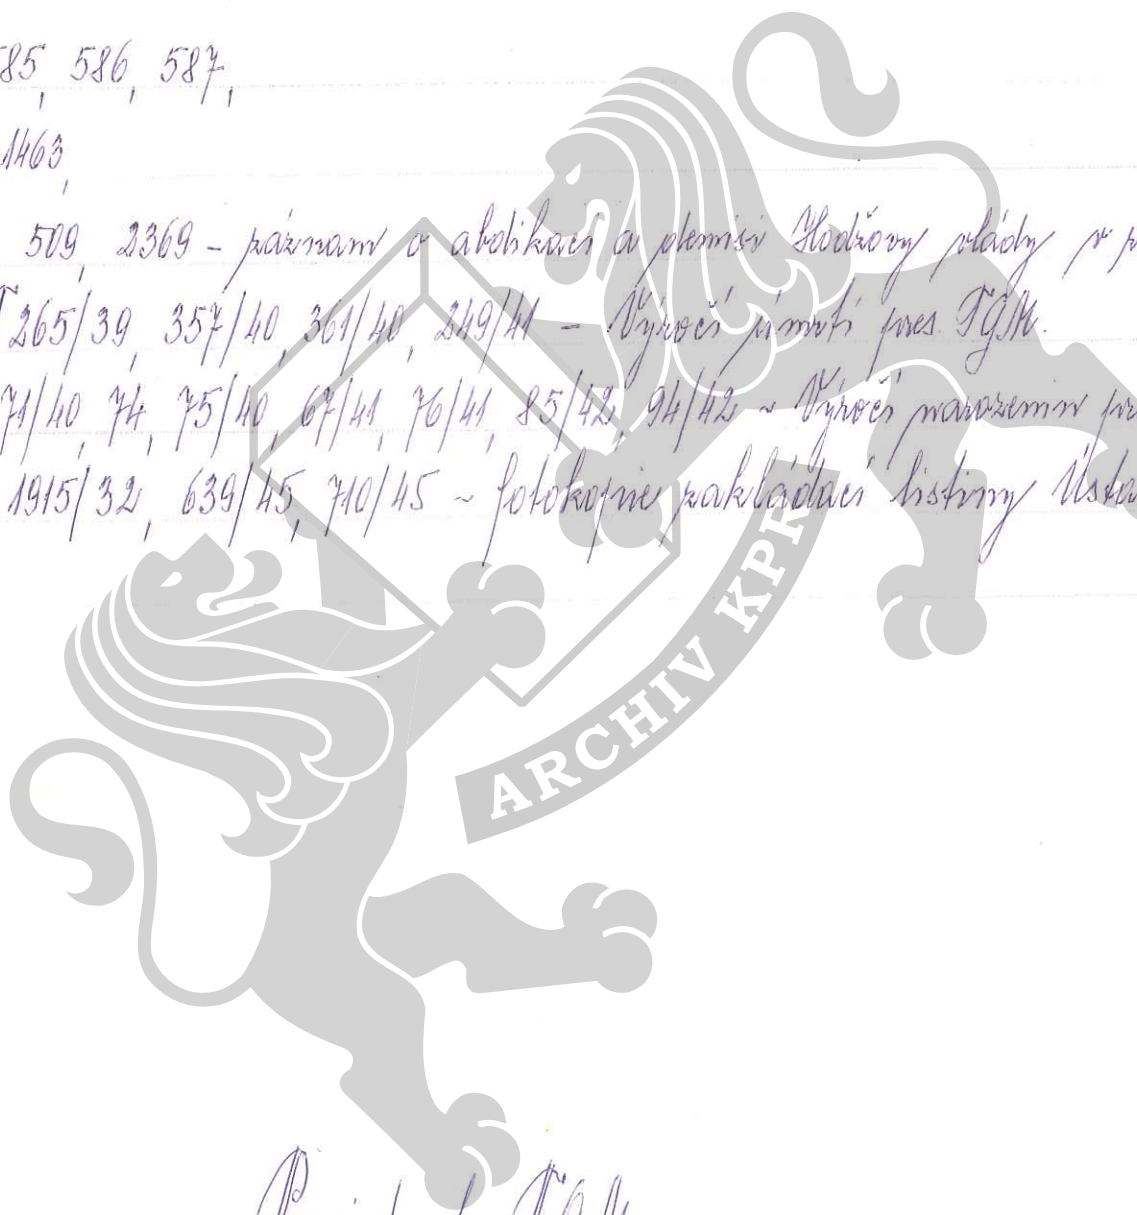 585, 586, 587,
1463,
509, 2369 - záznam o abdikaci a demisi Hodžovy vlády v
265/39, 357/40, 361/40, 249/41 - Výročí úmrtí pres. TGM.
71/40, 74, 75/40, 67/41, 76/41, 85/42, 94/42 - Výročí narozenin
1915/32, 639/45, 710/45 - fotokopie zakládací listiny
ARCHIV KPR